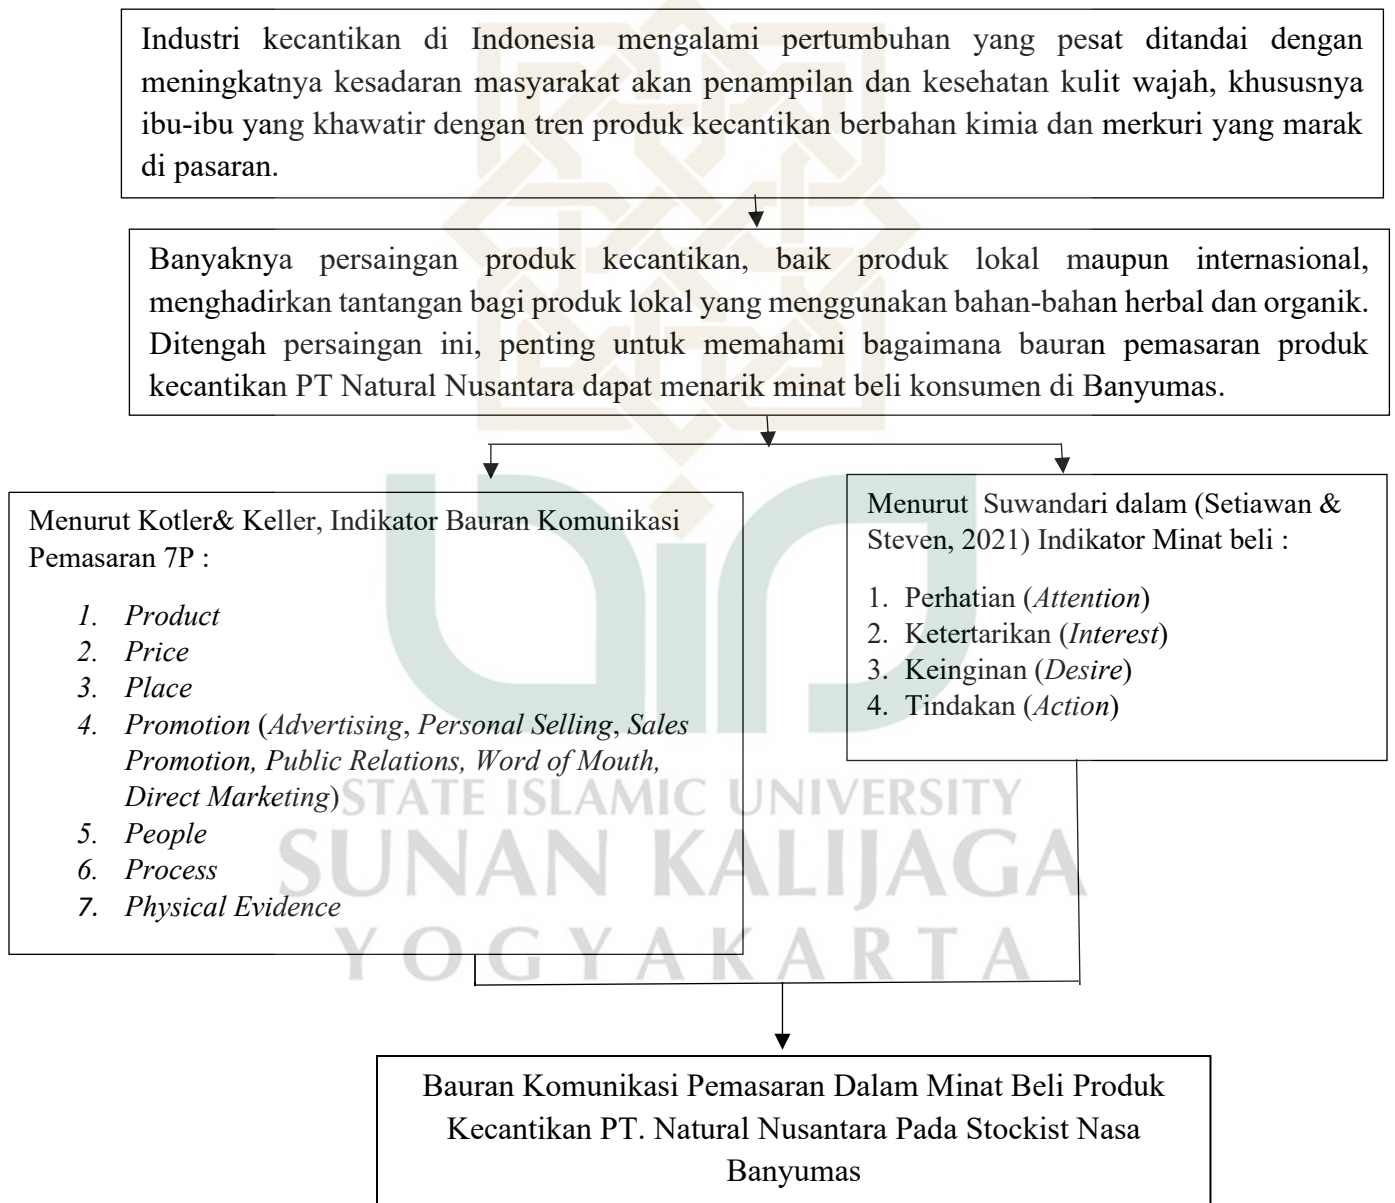 Industri kecantikan di Indonesia mengalami pertumbuhan yang pesat ditandai dengan
meningkatnya kesadaran masyarakat akan penampilan dan kesehatan kulit wajah, khususnya
ibu-ibu yang khawatir dengan tren produk kecantikan berbahan kimia dan merkuri yang marak
di pasaran.
Banyaknya persaingan produk kecantikan, baik produk lokal maupun internasional,
menghadirkan tantangan bagi produk lokal yang menggunakan bahan-bahan herbal dan organik.
Ditengah persaingan ini, penting untuk memahami bagaimana bauran pemasaran produk
kecantikan PT Natural Nusantara dapat menarik minat beli konsumen di Banyumas.
Menurut Kotler& Keller, Indikator Bauran Komunikasi
Pemasaran 7P :
1. Product
2. Price
3. Place
4. Promotion (Advertising, Personal Selling, Sales
Promotion, Public Relations, Word of Mouth,
Direct Marketing)
5. People
6. Process
7. Physical Evidence
Menurut Suwandari dalam (Setiawan &
Steven, 2021) Indikator Minat beli :
1. Perhatian (Attention)
2. Ketertarikan (Interest)
3. Keinginan (Desire)
4. Tindakan (Action)
STATE ISLAMIC UNIVERSITY
SUNAN KALIJAGA
YOGYAKARTA
Bauran Komunikasi Pemasaran Dalam Minat Beli Produk
Kecantikan PT. Natural Nusantara Pada Stockist Nasa
Banyumas